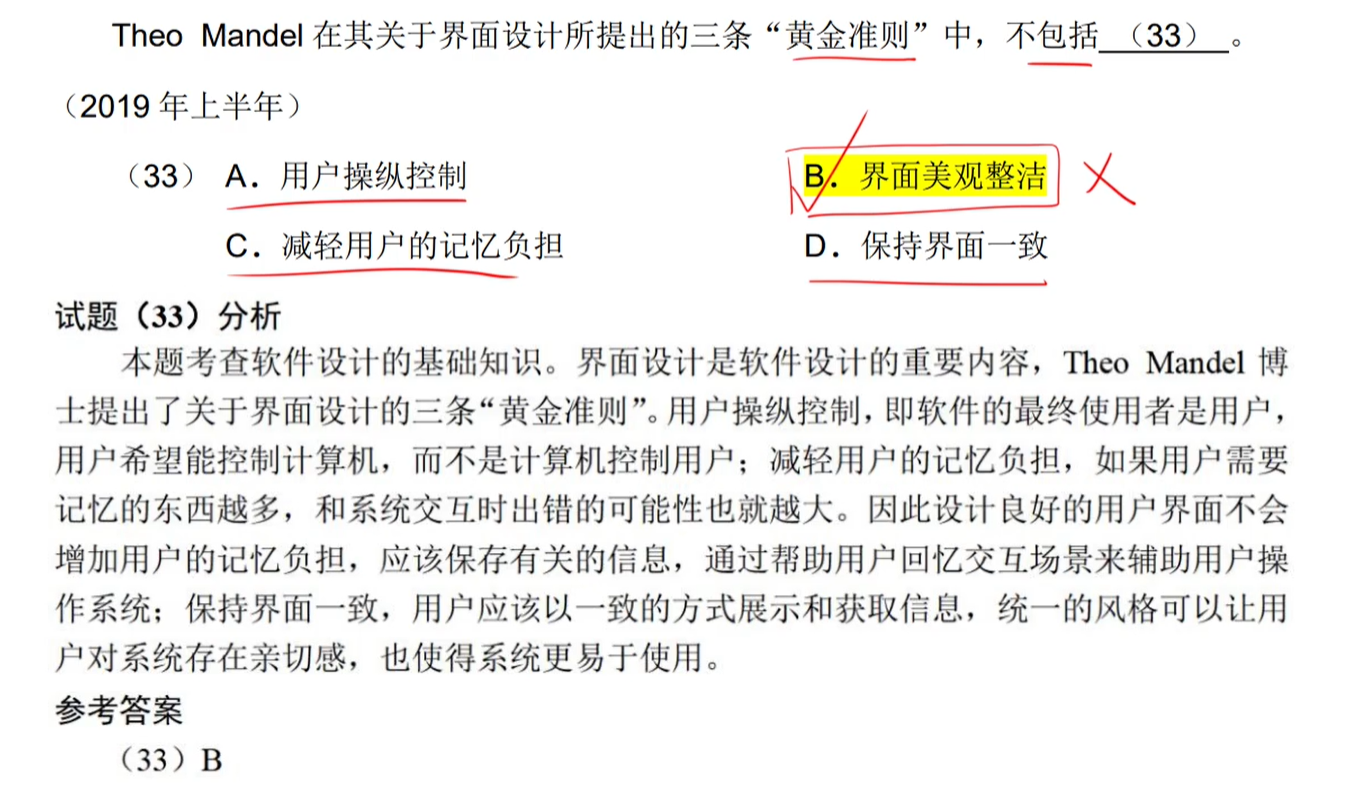 Theo Mandel 在其关于界面设计所提出的三条“黄金准则”中，不包括 （33） 。
（2019 年上半年）
（33） A．用户操纵控制 B．界面美观整洁
C．减轻用户的记忆负担 D．保持界面一致
试题（33）分析
本题考查软件设计的基础知识。界面设计是软件设计的重要内容，Theo Mandel 博
士提出了关于界面设计的三条“黄金准则”。用户操纵控制，即软件的最终使用者是用户，
用户希望能控制计算机，而不是计算机控制用户；减轻用户的记忆负担，如果用户需要
记忆的东西越多，和系统交互时出错的可能性也就越大。因此设计良好的用户界面不会
增加用户的记忆负担，应该保存有关的信息，通过帮助用户回忆交互场景来辅助用户操
作系统；保持界面一致，用户应该以一致的方式展示和获取信息，统一的风格可以让用
户对系统存在亲切感，也使得系统更易于使用。
参考答案
（33）B